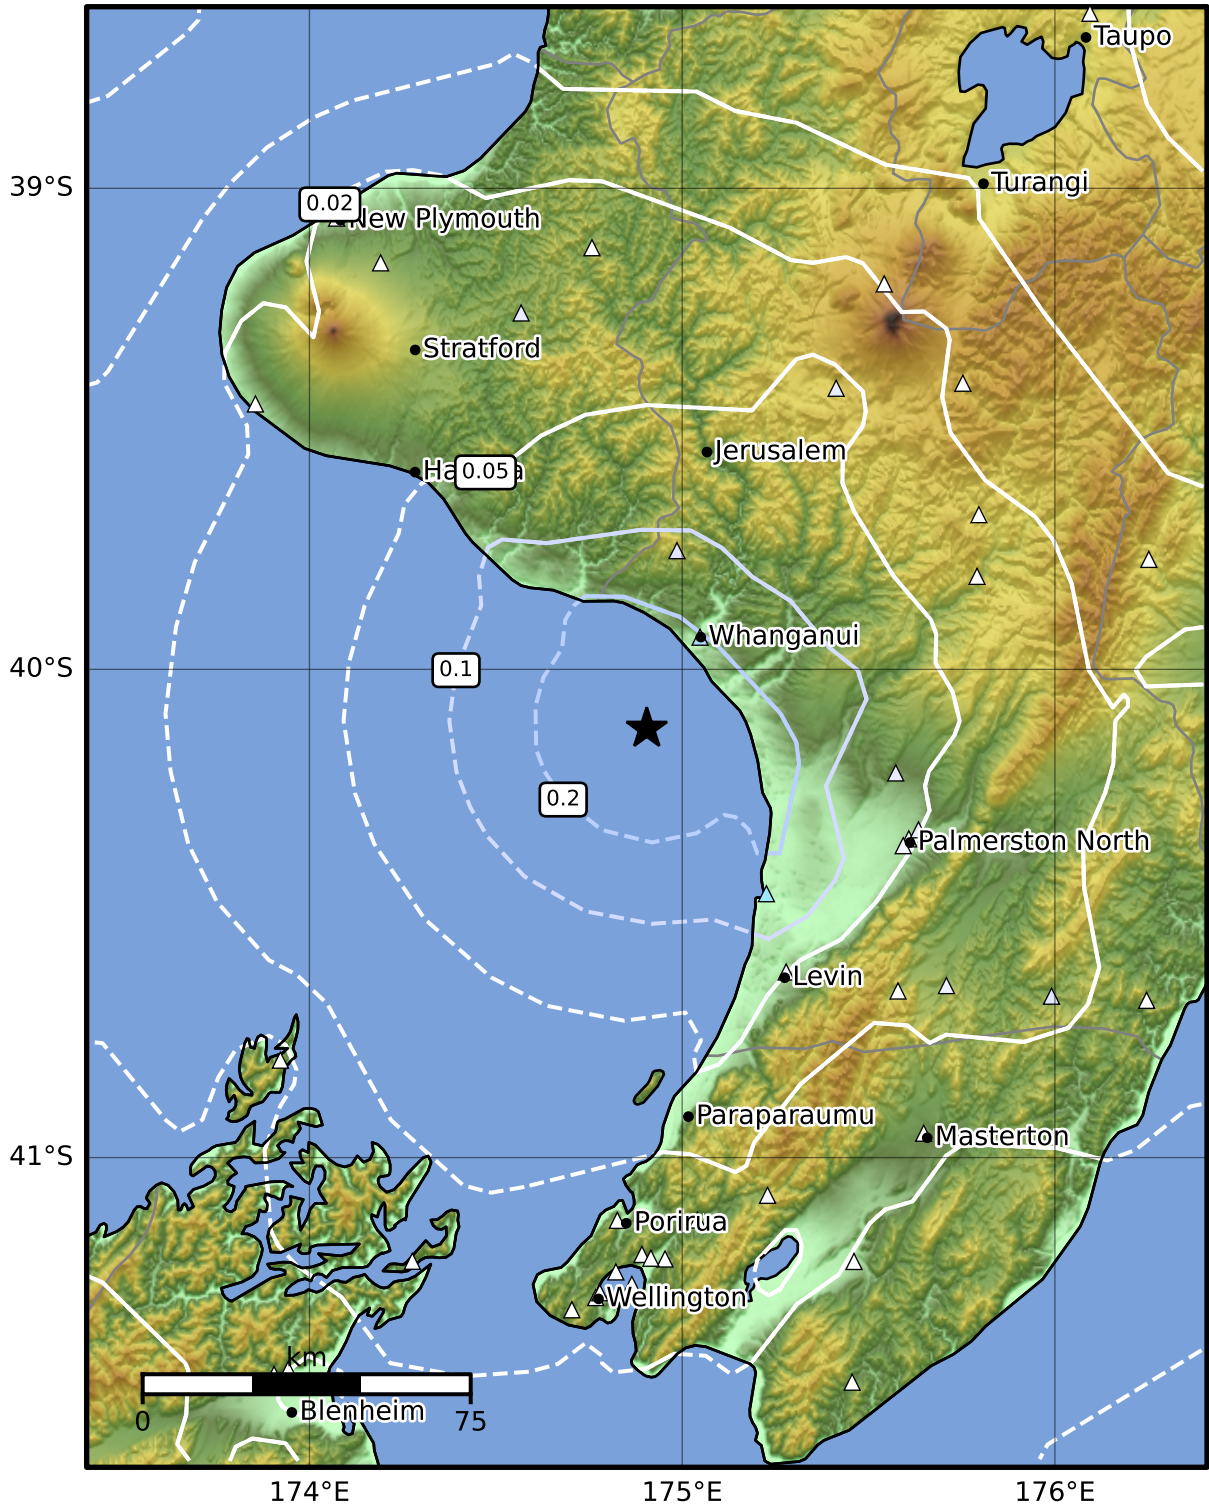 Taupo
39°S
Turangi
0.02
New Plymouth
Stratford
Jerusalem
0.05
Whanganui
40°S
0.1
0.2
Palmerston North
Levin
Paraparaumu
Masterton
41°S
Porirua
Wellington
km
0 75
Blenheim
174°E 175°E 176°E